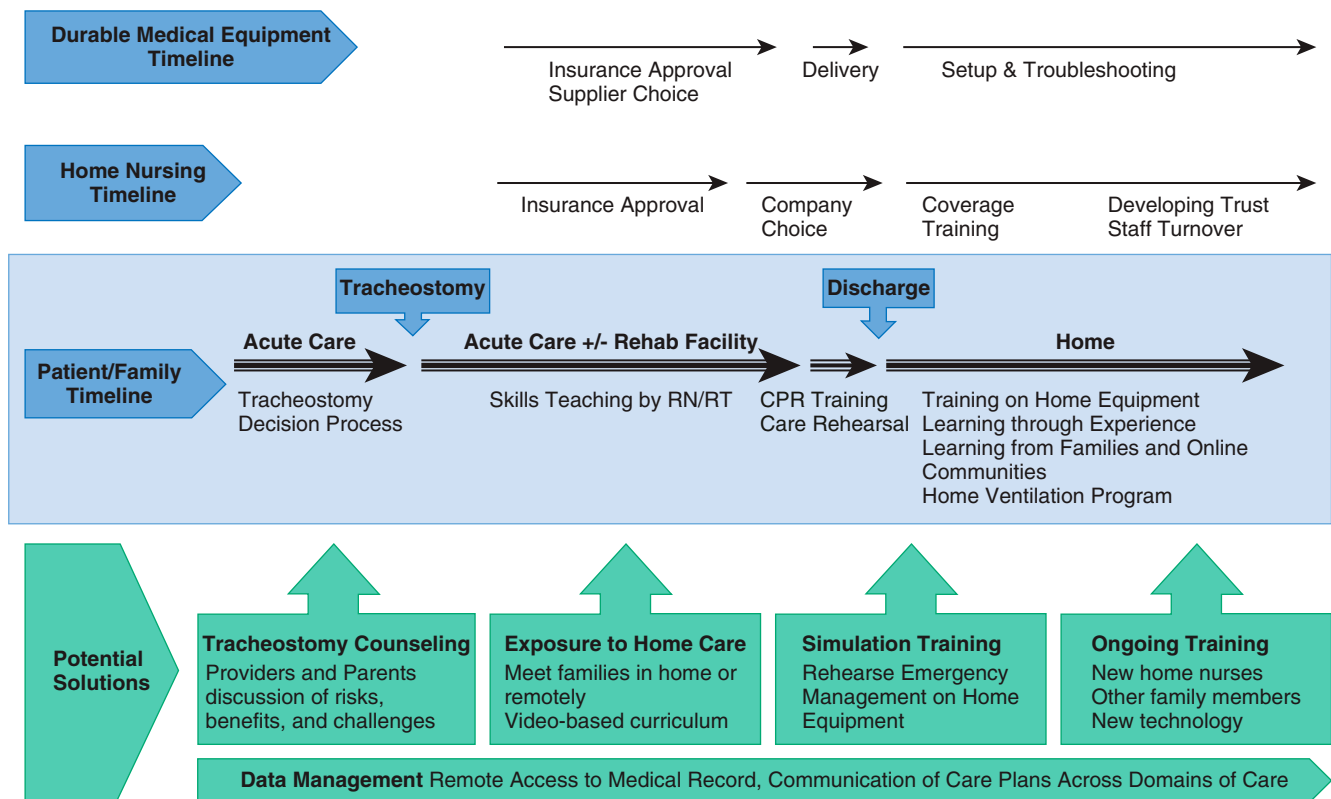 Durable Medical Equipment
Timeline
Insurance Approval
Supplier Choice
Delivery
Setup & Troubleshooting
Home Nursing
Timeline
Insurance Approval
Company
Choice
Coverage
Training
Developing Trust
Staff Turnover
Tracheostomy
Discharge
Patient/Family
Timeline
Acute Care
Tracheostomy
Decision Process
Acute Care +/- Rehab Facility
Skills Teaching by RN/RT
CPR Training
Care Rehearsal
Home
Training on Home Equipment
Learning through Experience
Learning from Families and Online
Communities
Home Ventilation Program
Potential
Solutions
Tracheostomy Counseling
Providers and Parents
discussion of risks,
benefits, and challenges
Exposure to Home Care
Meet families in home or
remotely
Video-based curriculum
Simulation Training
Rehearse Emergency
Management on Home
Equipment
Ongoing Training
New home nurses
Other family members
New technology
Data Management Remote Access to Medical Record, Communication of Care Plans Across Domains of Care